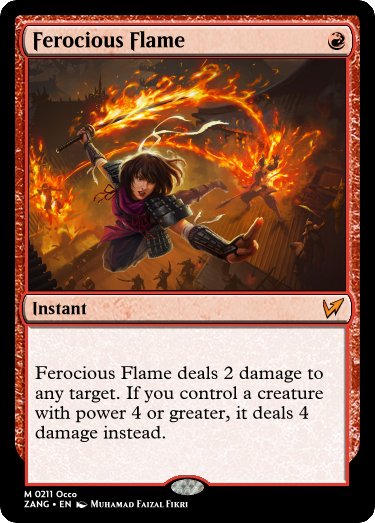 Ferocious Flame
Instant
Ferocious Flame deals 2 damage to
any target. If you control a creature
with power 4 or greater, it deals 4
damage instead.
M 0211 Occo
ZANG • EN Muhamad Faizal Fikri